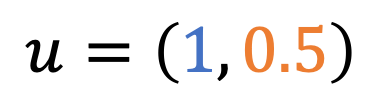 u = (1, 0.5)